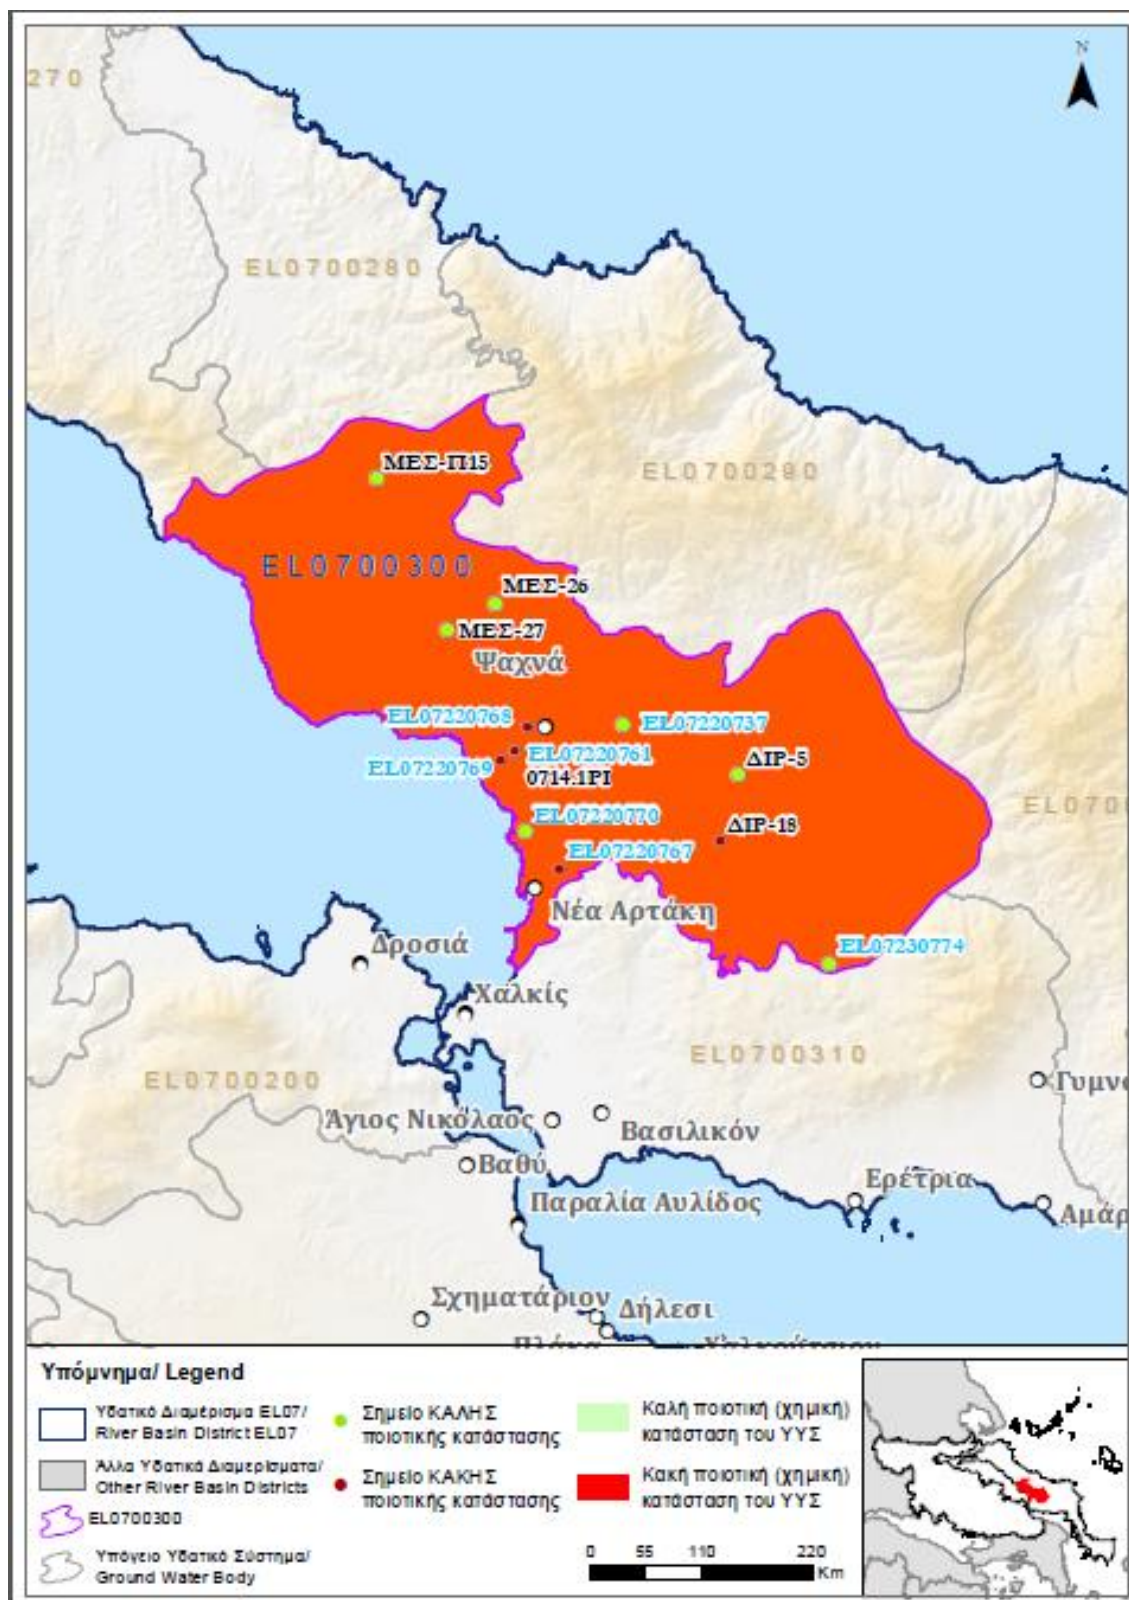 N
270
EL0700280
ΜΕΣ-Π15
EL0700280
EL0700300
ΜΕΣ-26
ΜΕΣ-27
Ψαχνά
EL07220768
EL07220737
EL07220761
EL07220769
ΔΙΡ-5
0714.1PI
EL0700
EL07220770
ΔΙΡ-18
EL07220767
Νέα Αρτάκη
Δροσιά
EL07230774
Χαλκίς
EL0700310
EL0700200
Γυμνο
Άγιος Νικόλαος
Βασιλικόν
Βαθύ
Ερέτρια
Παραλία Αυλίδος
Αμάρ
Σχηματάριον
Δήλεσι
Πλάκα
Χαλκούτσιον
Υπόμνημα/ Legend
Υδατικό Διαμέρισμα EL07/
River Basin District EL07
Άλλα Υδατικά Διαμερίσματα/
Other River Basin Districts
EL0700300
Υπόγειο Υδατικό Σύστημα/
Ground Water Body
Σημείο ΚΑΛΗΣ
ποιοτικής κατάστασης
Σημείο ΚΑΚΗΣ
ποιοτικής κατάστασης
Καλή ποιοτική (χημική)
κατάσταση του ΥΥΣ
Κακή ποιοτική (χημική)
κατάσταση του ΥΥΣ
0 55 110 220
Km